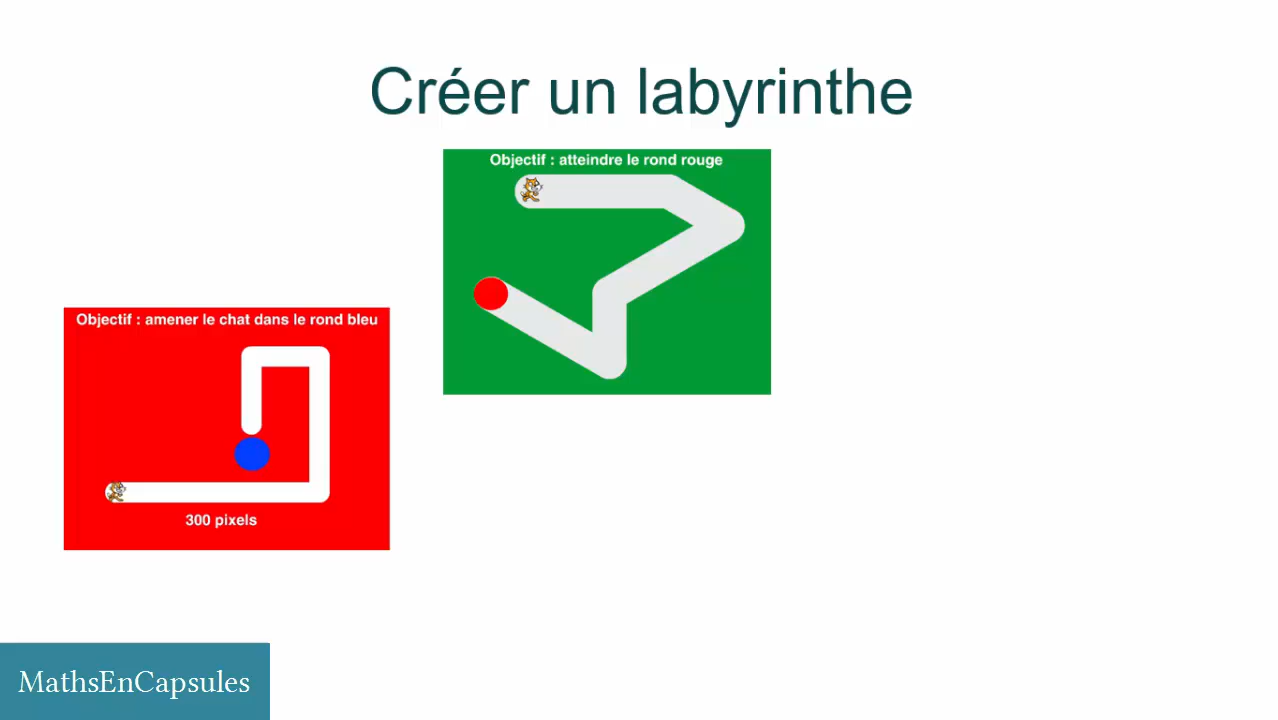 Créer un labyrinthe
Objectif : atteindre le rond rouge
Objectif : amener le chat dans le rond bleu
300 pixels
MathsEnCapsules